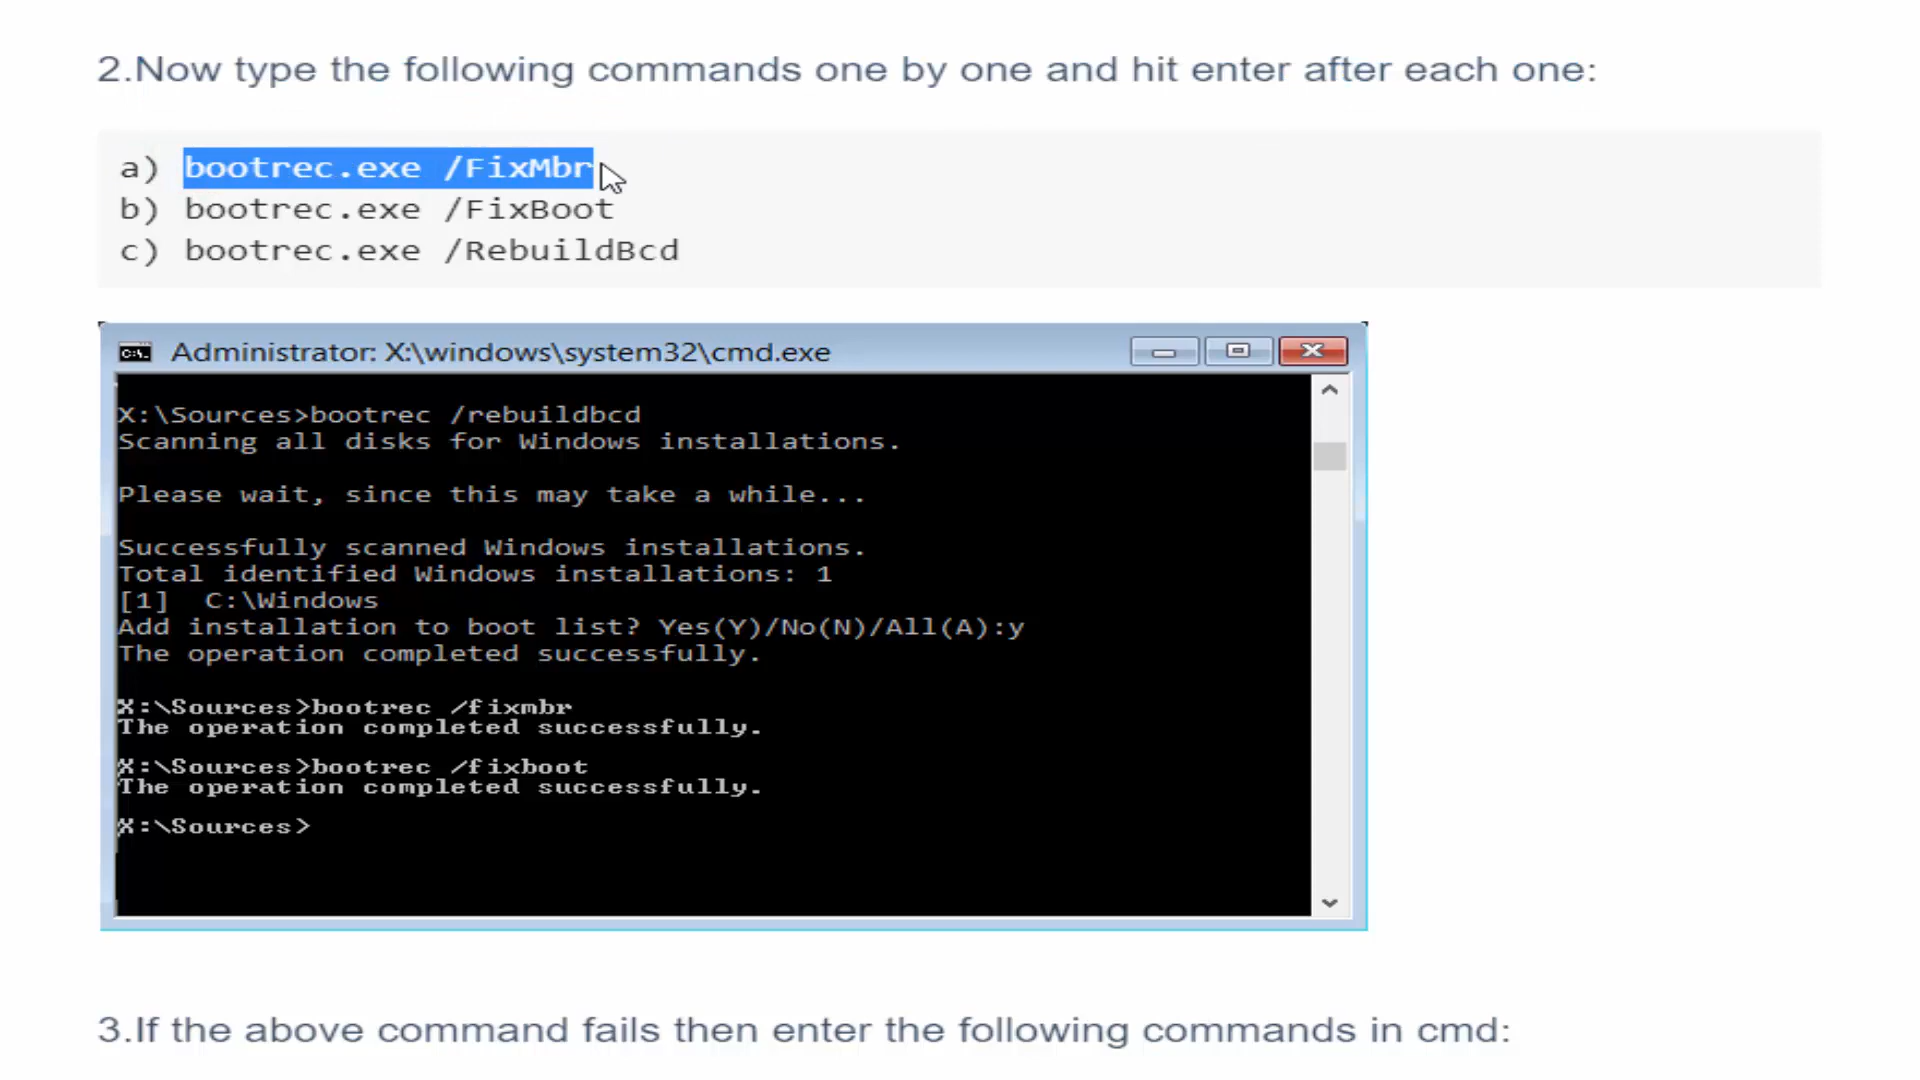 2.Now type the following commands one by one and hit enter after each one:
a) bootrec.exe /FixMbr
b) bootrec.exe /FixBoot
c) bootrec.exe /RebuildBcd
Administrator: X:\windows\system32\cmd.exe
X:\Sources>bootrec /rebuildbcd
Scanning all disks for Windows installations.
Please wait, since this may take a while...
Successfully scanned Windows installations.
Total identified Windows installations: 1
[1]  C:\Windows
Add installation to boot list? Yes(Y)/No(N)/All(A):y
The operation completed successfully.
X:\Sources>bootrec /fixmbr
The operation completed successfully.
X:\Sources>bootrec /fixboot
The operation completed successfully.
X:\Sources>
3.If the above command fails then enter the following commands in cmd: